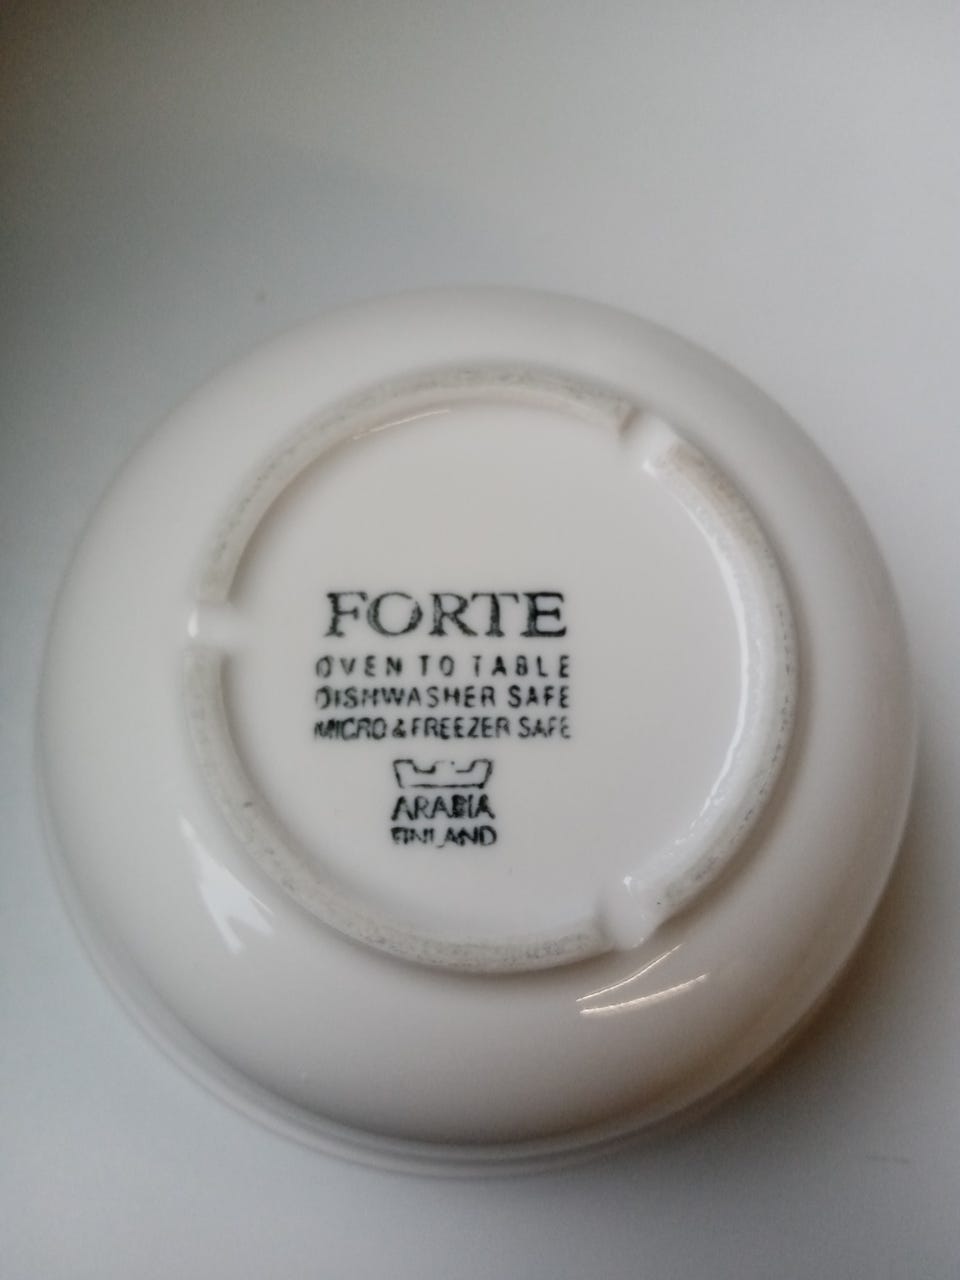 FORTE
OVEN TO TABLE
DISHWASHER SAFE
MICRO & FREEZER SAFE
ARABIA
FINLAND